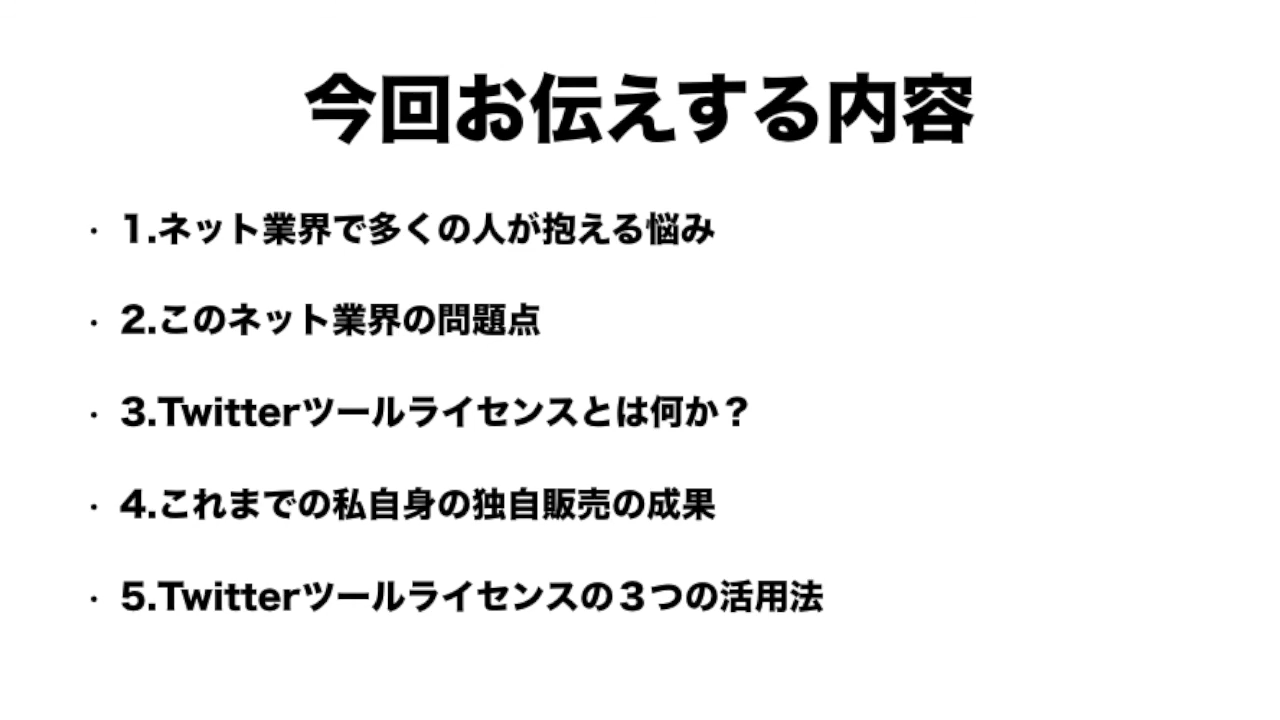 今回お伝えする内容
・ 1.ネット業界で多くの人が抱える悩み
・ 2.このネット業界の問題点
・ 3.Twitterツールライセンスとは何か？
・ 4.これまでの私自身の独自販売の成果
・ 5.Twitterツールライセンスの３つの活用法